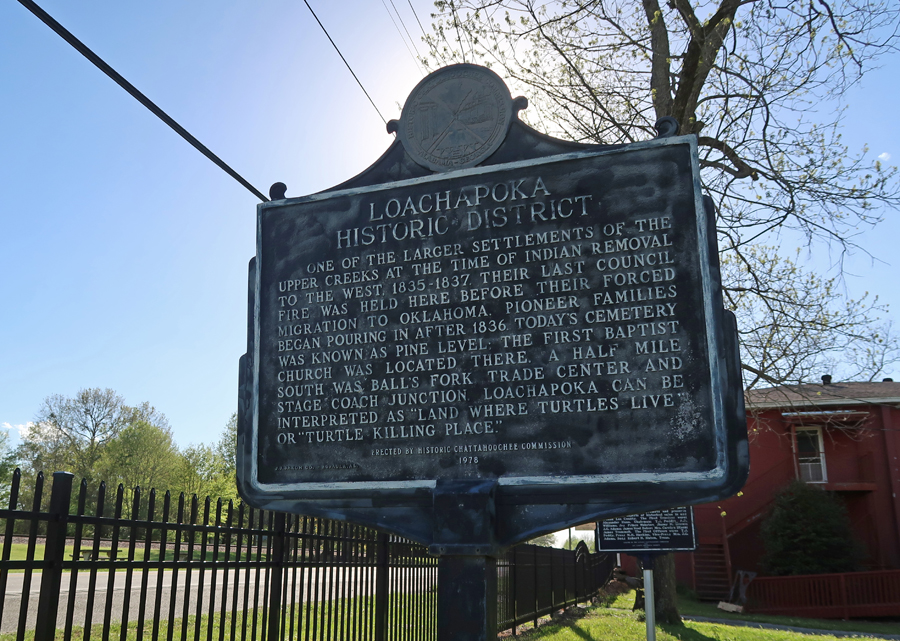 LOACHAPOKA
HISTORIC DISTRICT
ONE OF THE LARGER SETTLEMENTS OF THE
UPPER CREEKS AT THE TIME OF INDIAN REMOVAL
TO THE WEST, 1835-1837. THEIR LAST COUNCIL
FIRE WAS HELD HERE BEFORE THEIR FORCED
MIGRATION TO OKLAHOMA. PIONEER FAMILIES
BEGAN POURING IN AFTER 1836. TODAY'S CEMETERY
WAS KNOWN AS PINE LEVEL; THE FIRST BAPTIST
CHURCH WAS LOCATED THERE. A HALF MILE
SOUTH WAS BALL'S FORK TRADE CENTER AND
STAGE COACH JUNCTION. LOACHAPOKA CAN BE
INTERPRETED AS "LAND WHERE TURTLES LIVE"
OR "TURTLE KILLING PLACE."
ERECTED BY HISTORIC CHATTAHOOCHEE COMMISSION
1978